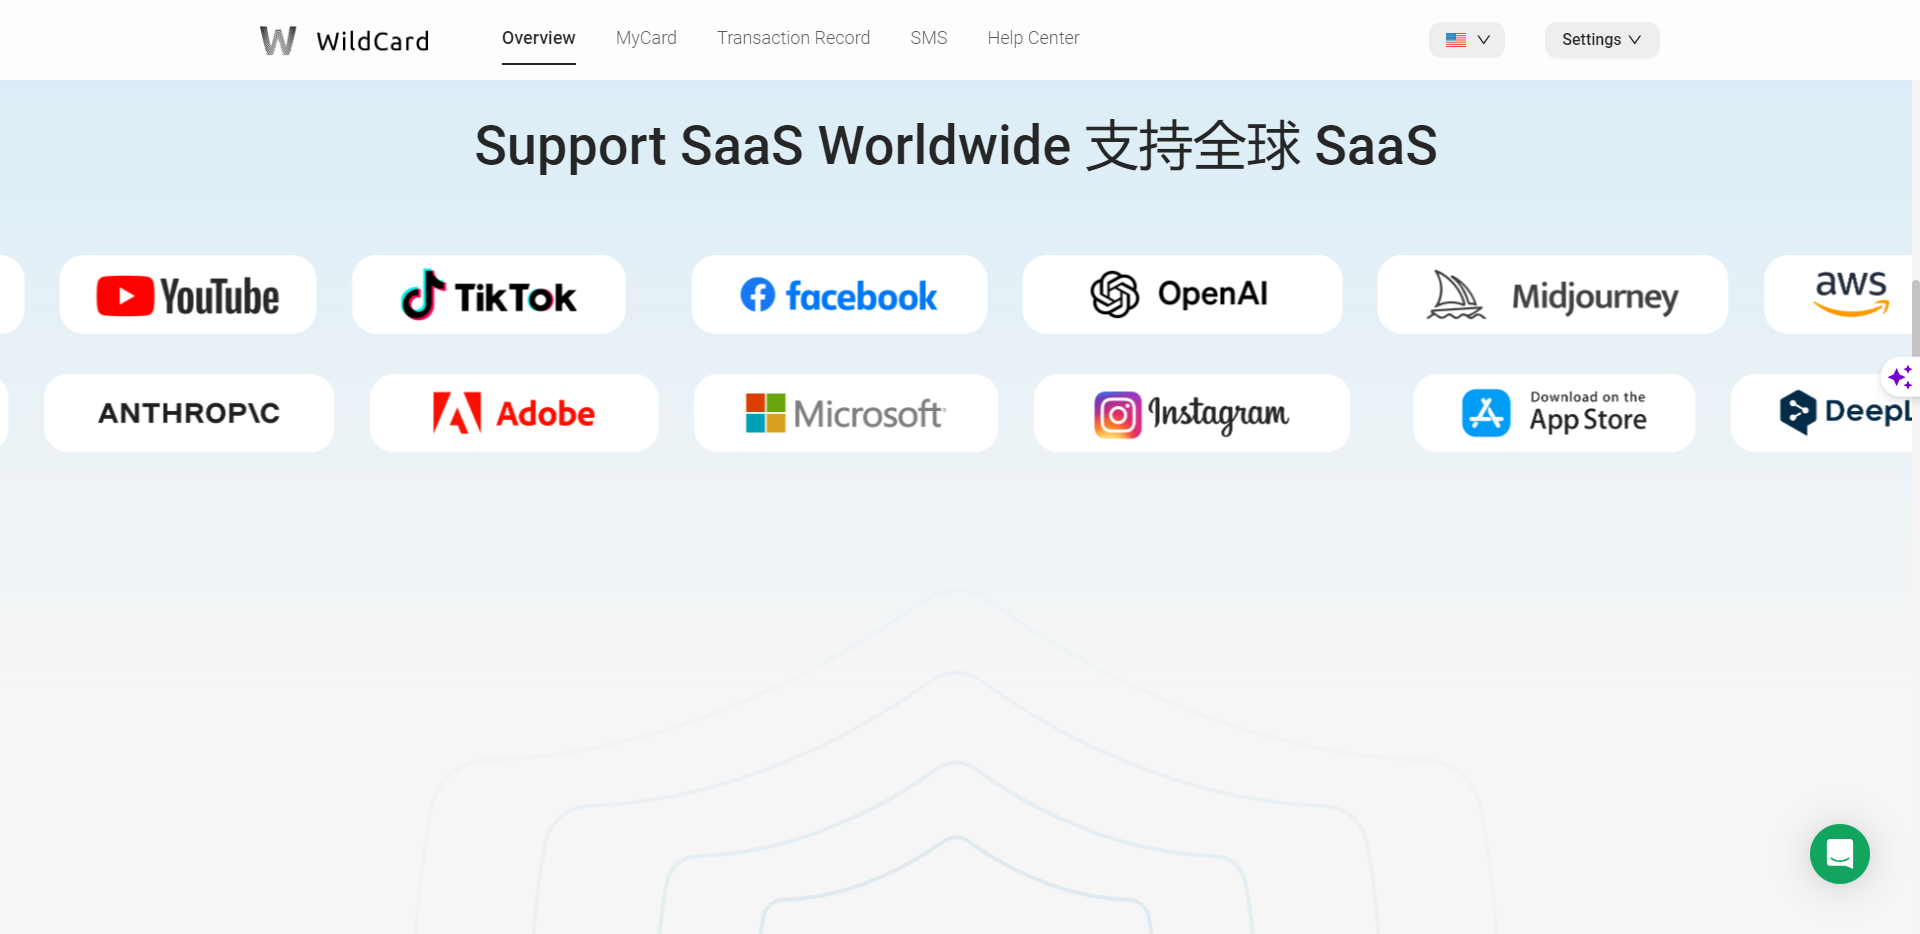 WildCard
Overview
MyCard
Transaction Record
SMS
Help Center
Settings
Support SaaS Worldwide 支持全球 SaaS
YouTube
TikTok
facebook
OpenAI
Midjourney
aws
ANTHROP\C
Adobe
Microsoft
Instagram
Download on the
App Store
DeepL